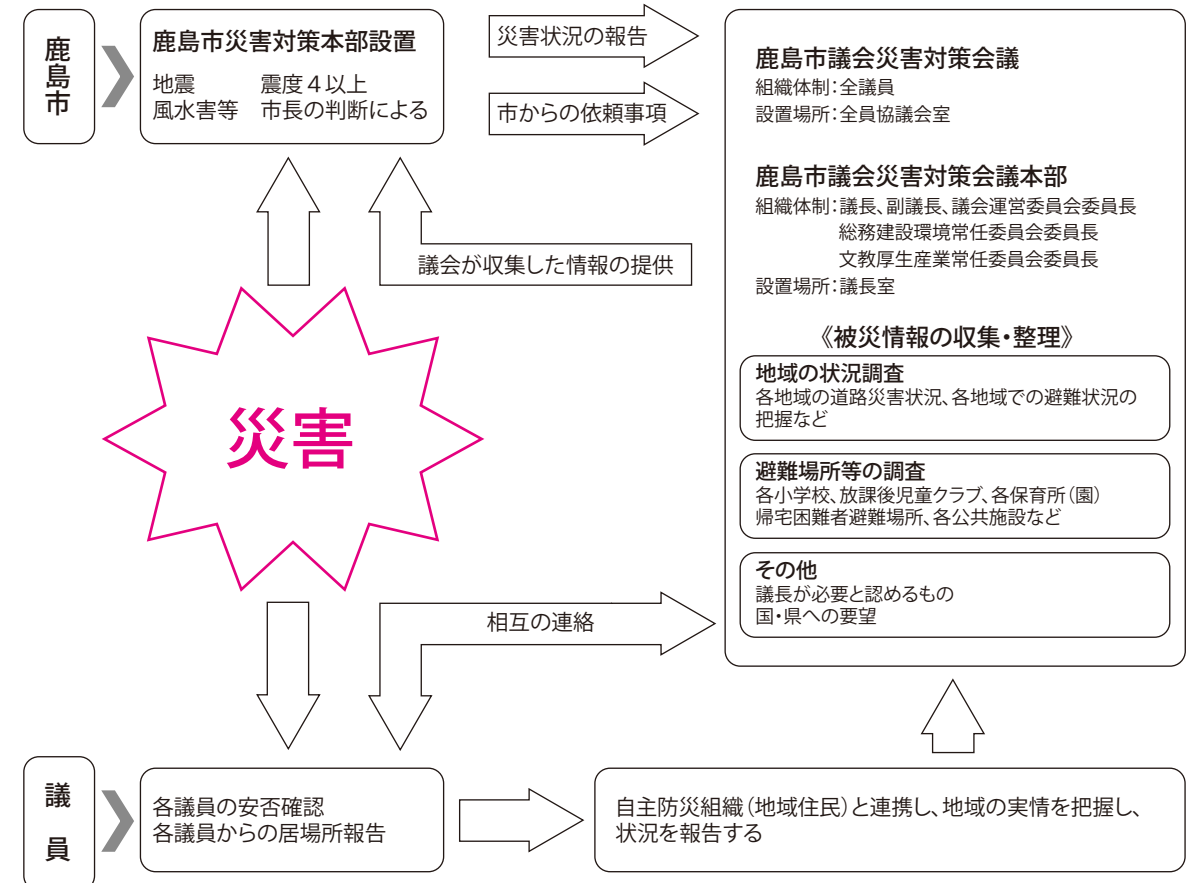 鹿島市
鹿島市災害対策本部設置
地震　震度４以上
風水害等　市長の判断による
災害状況の報告
市からの依頼事項
議会が収集した情報の提供
鹿島市議会災害対策会議
組織体制：全議員
設置場所：全員協議会室
鹿島市議会災害対策会議本部
組織体制：議長、副議長、議会運営委員会委員長
総務建設環境常任委員会委員長
文教厚生産業常任委員会委員長
設置場所：議長室
《被災情報の収集・整理》
地域の状況調査
各地域の道路災害状況、各地域での避難状況の
把握など
避難場所等の調査
各小学校、放課後児童クラブ、各保育所（園）
帰宅困難者避難場所、各公共施設など
その他
議長が必要と認めるもの
国・県への要望
災害
相互の連絡
議員
各議員の安否確認
各議員からの居場所報告
自主防災組織（地域住民）と連携し、地域の実情を把握し、
状況を報告する